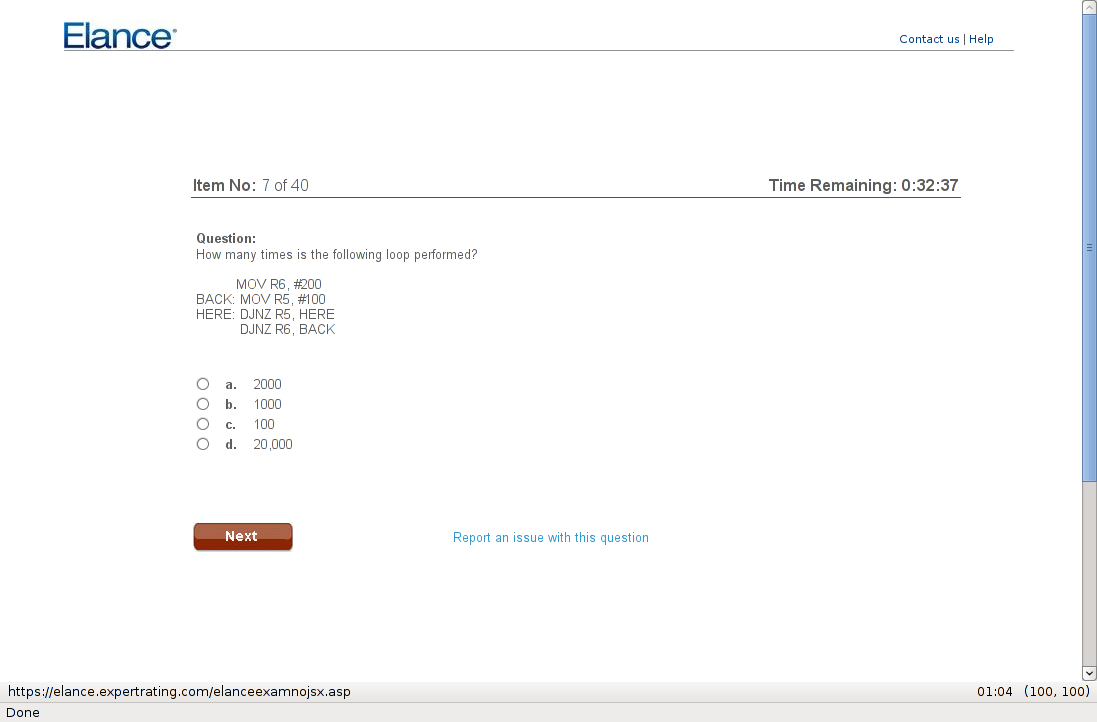 Elance
Contact us | Help
Item No: 7 of 40
Time Remaining: 0:32:37
Question:
How many times is the following loop performed?
MOV R6, #200
BACK: MOV R5, #100
HERE: DJNZ R5, HERE
DJNZ R6, BACK
a. 2000
b. 1000
c. 100
d. 20,000
Next
Report an issue with this question
https://elance.expertrating.com/elanceexamnojsx.asp
01:04 (100, 100)
Done